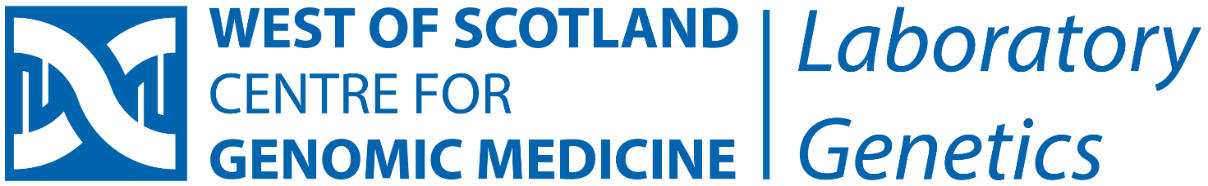 WEST OF SCOTLAND
CENTRE FOR
GENOMIC MEDICINE
Laboratory
Genetics